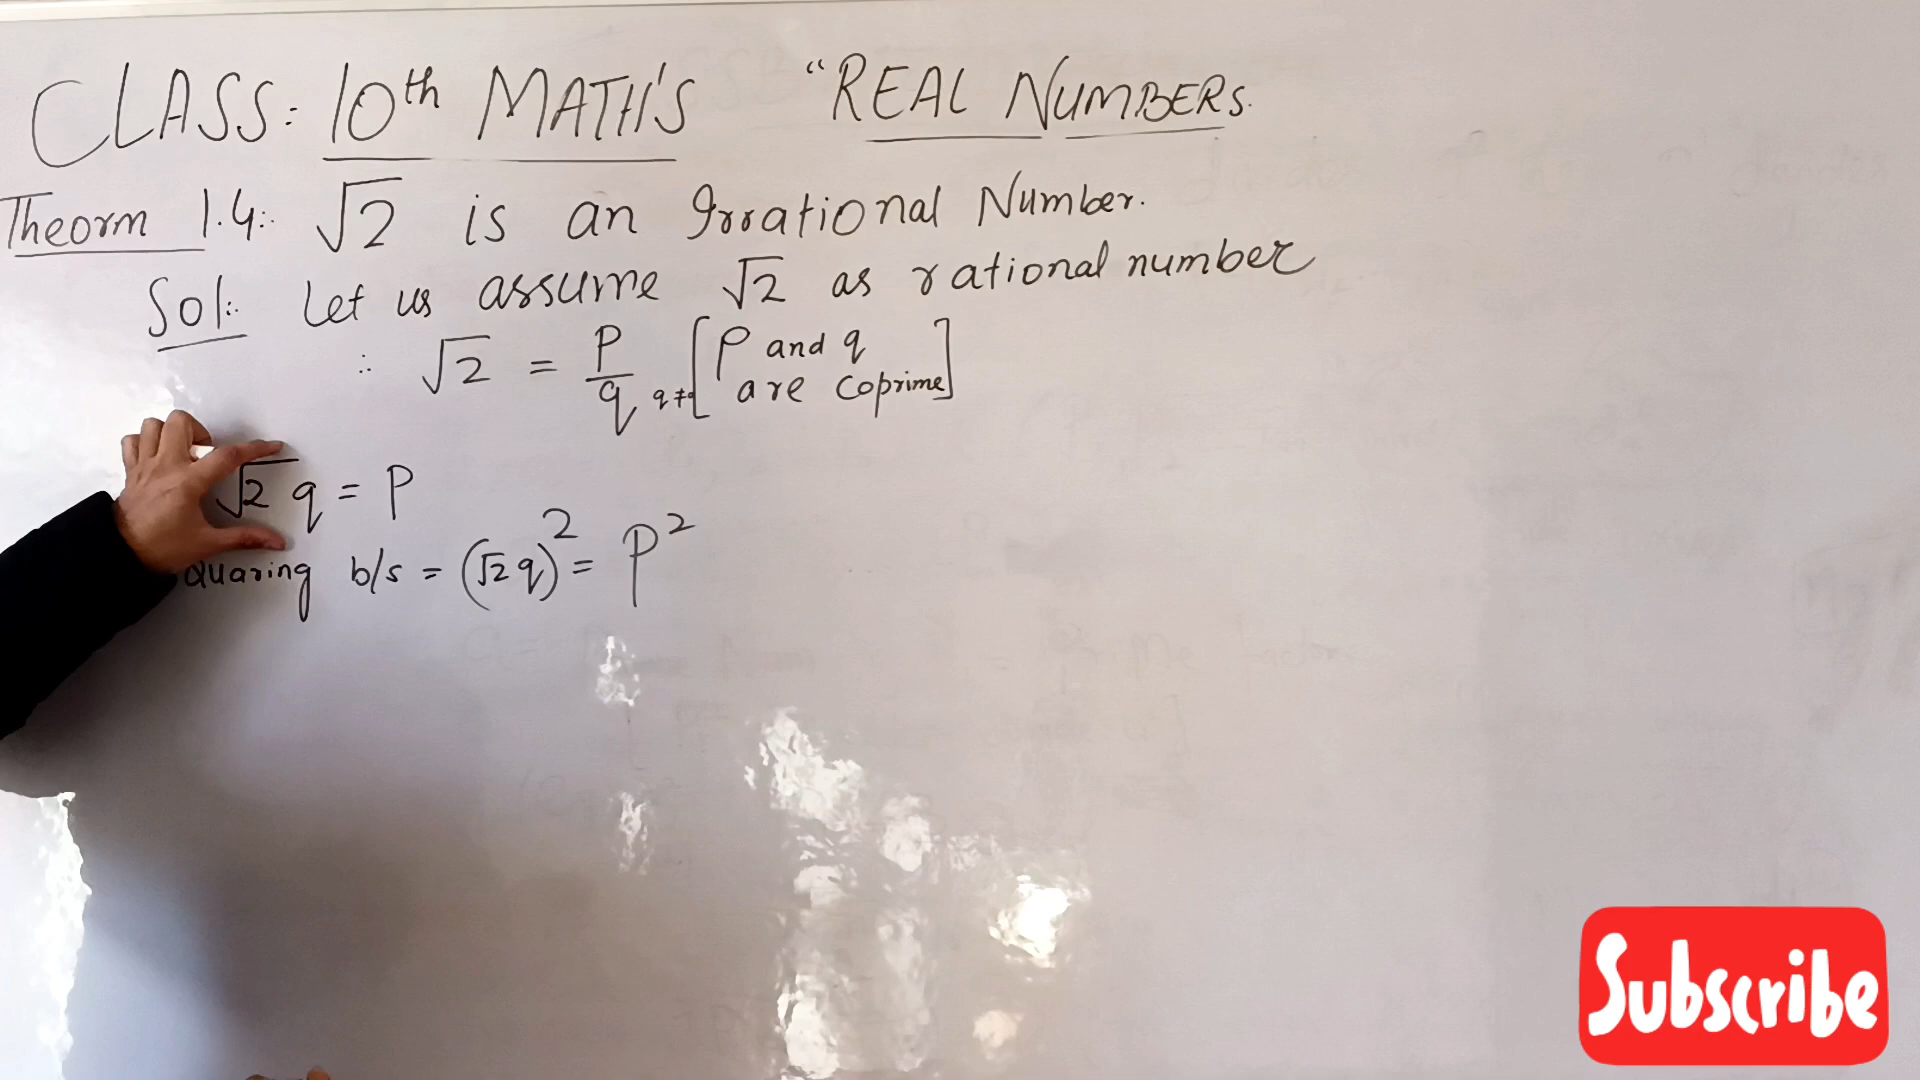 CLASS: 10th MATH'S "REAL NUMBERS.
Theorm 1.4:. √2 is an Irrational Number.
Sol:. Let us assume √2 as rational number
∴ √2 = p/q q≠0 [p and q are coprime]
√2 q = p
quaring b/s = (√2 q)² = p²
Subscribe